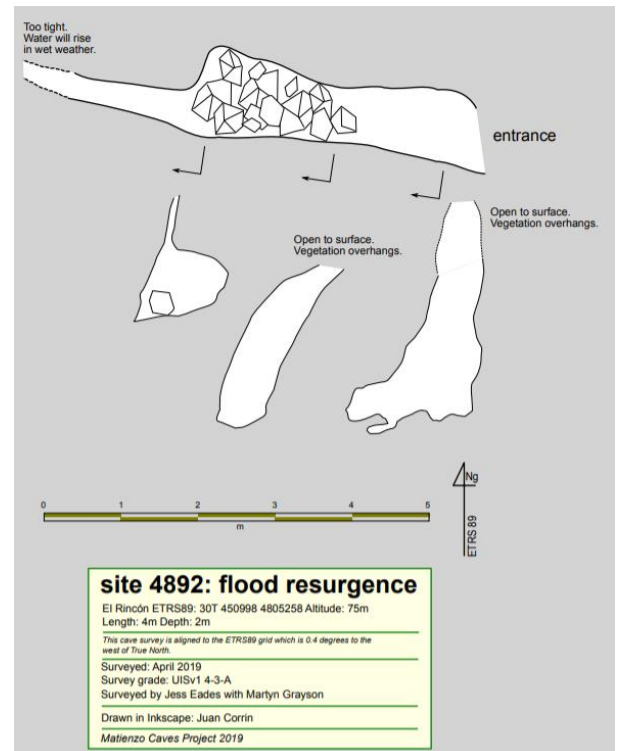 Too tight.
Water will rise
in wet weather.
entrance
Open to surface.
Vegetation overhangs.
Open to surface.
Vegetation overhangs.
Ng
ETRS 89
0 1 2 3 4 5
m
site 4892: flood resurgence
El Rincón ETRS89: 30T 450998 4805258 Altitude: 75m
Length: 4m Depth: 2m
This cave survey is aligned to the ETRS89 grid which is 0.4 degrees to the
west of True North.
Surveyed: April 2019
Survey grade: UISv1 4-3-A
Surveyed by Jess Eades with Martyn Grayson
Drawn in Inkscape: Juan Corrin
Matienzo Caves Project 2019